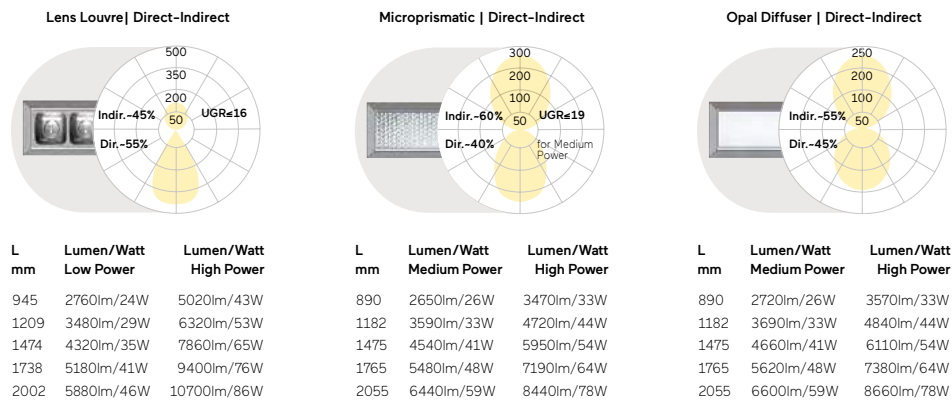 Lens Louvre| Direct-Indirect
500
350
200
50
Indir.-45%
UGR≤16
Dir.-55%
L Lumen/Watt Lumen/Watt
mm Low Power High Power
945 2760lm/24W 5020lm/43W
1209 3480lm/29W 6320lm/53W
1474 4320lm/35W 7860lm/65W
1738 5180lm/41W 9400lm/76W
2002 5880lm/46W 10700lm/86W
Microprismatic | Direct-Indirect
300
200
100
50
Indir.-60%
UGR≤19
Dir.-40%
for Medium
Power
L Lumen/Watt Lumen/Watt
mm Medium Power High Power
890 2650lm/26W 3470lm/33W
1182 3590lm/33W 4720lm/44W
1475 4540lm/41W 5950lm/54W
1765 5480lm/48W 7190lm/64W
2055 6440lm/59W 8440lm/78W
Opal Diffuser | Direct-Indirect
250
200
100
50
Indir.-55%
Dir.-45%
L Lumen/Watt Lumen/Watt
mm Medium Power High Power
890 2720lm/26W 3570lm/33W
1182 3690lm/33W 4840lm/44W
1475 4660lm/41W 6110lm/54W
1765 5620lm/48W 7380lm/64W
2055 6600lm/59W 8660lm/78W